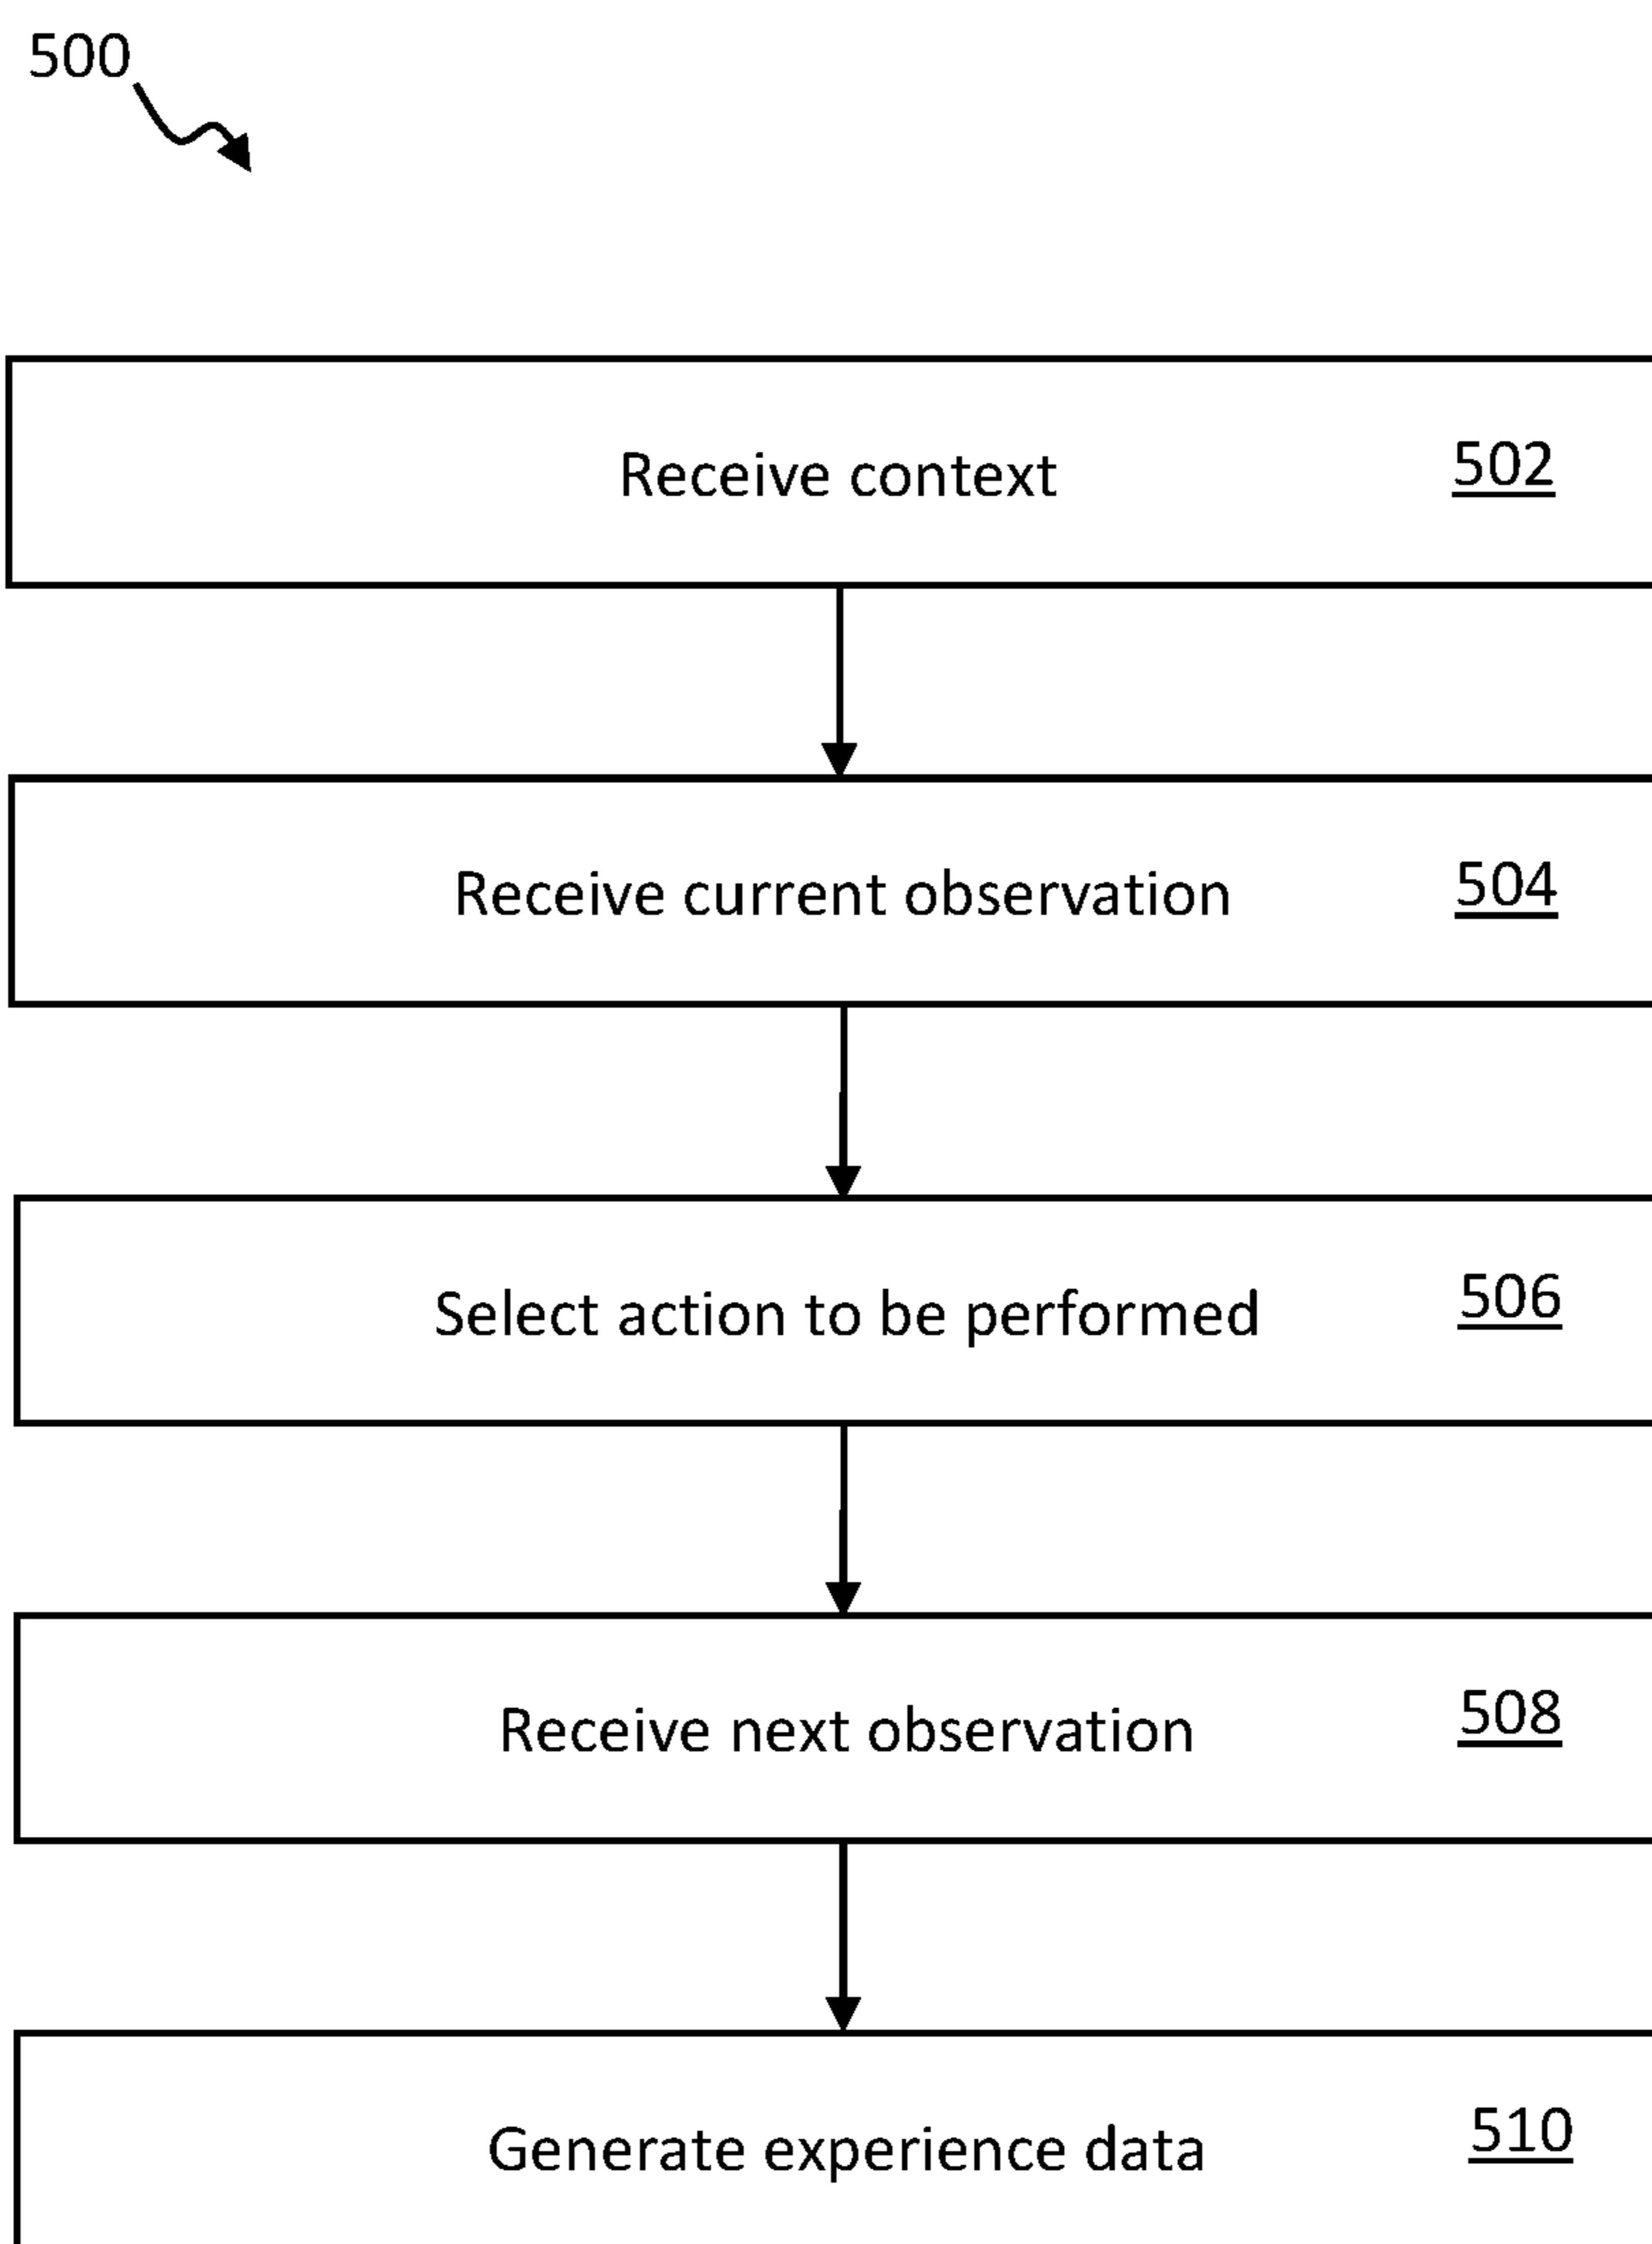 500
Receive context 502
Receive current observation 504
Select action to be performed 506
Receive next observation 508
Generate experience data 510